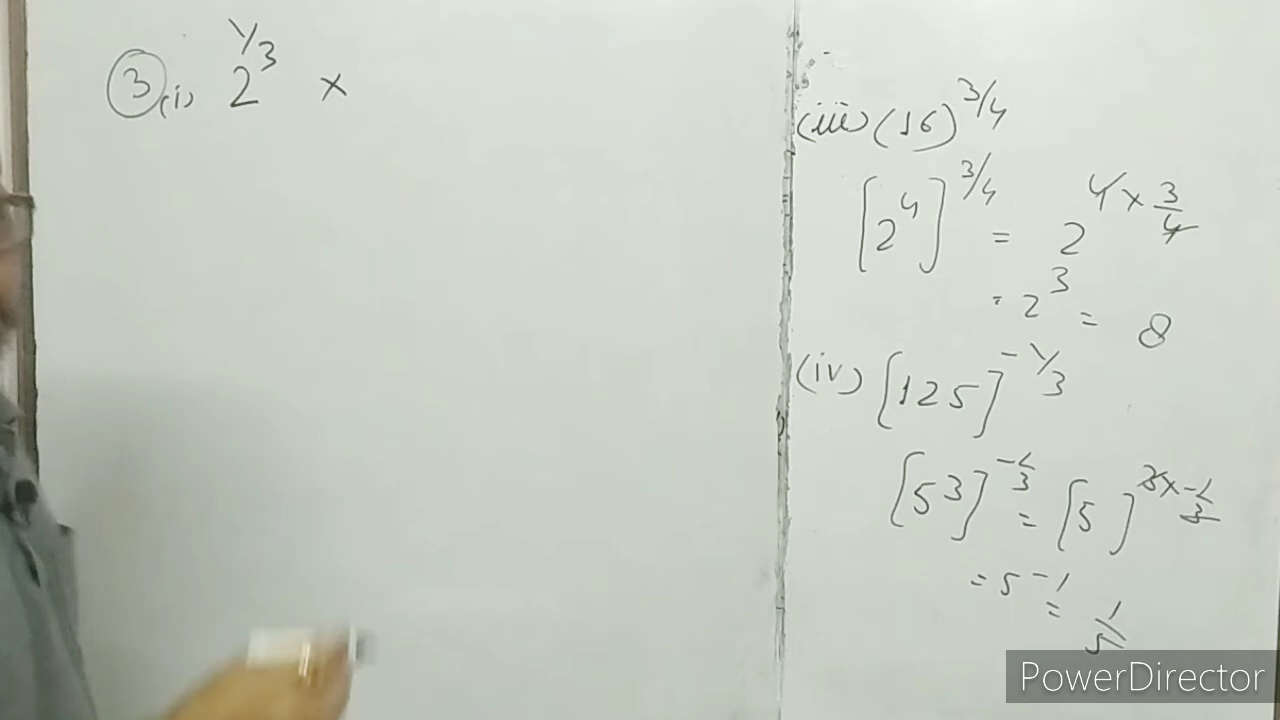 ③(i) 2^1/3 ×
(iii) (16)^3/4
[2^4]^3/4 = 2^4×3/4
= 2^3 = 8
(iv) [125]^-1/3
[5^3]^-1/3 = [5]^3×-1/3
= 5^-1 = 1/5
PowerDirector